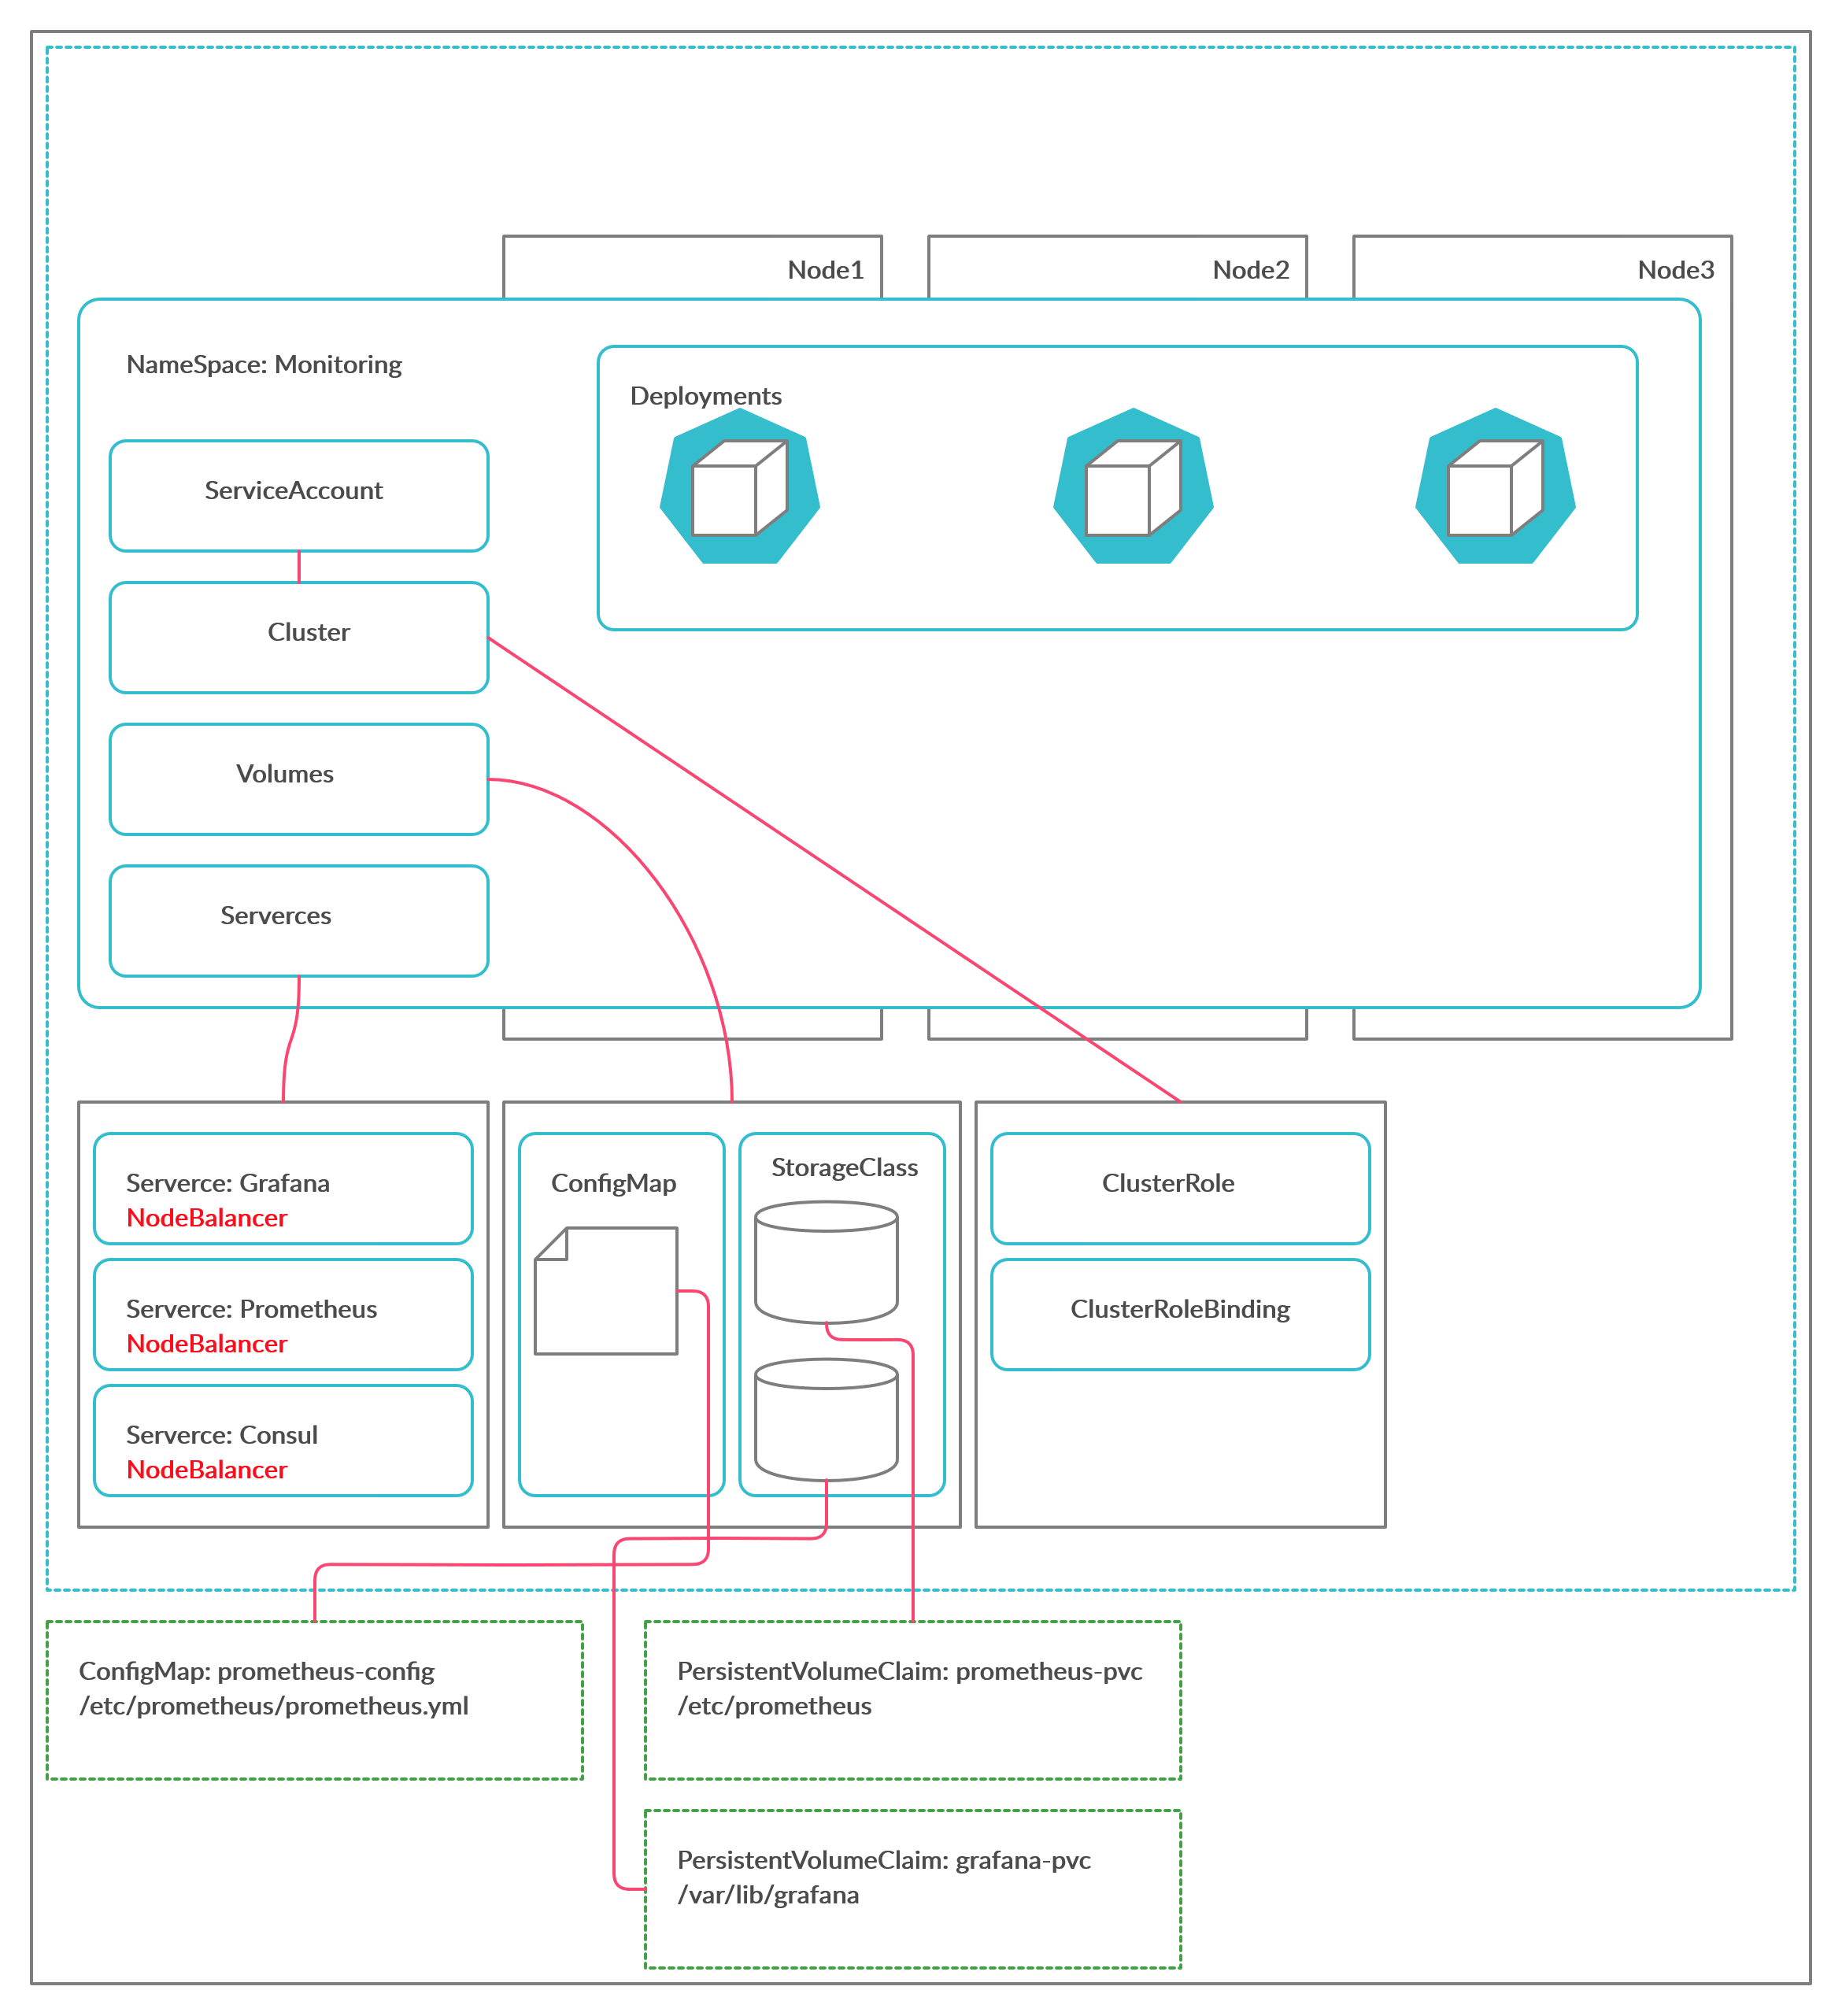 Node1
Node2
Node3
NameSpace: Monitoring
Deployments
ServiceAccount
Cluster
Volumes
Serverces
Serverce: Grafana
NodeBalancer
Serverce: Prometheus
NodeBalancer
Serverce: Consul
NodeBalancer
ConfigMap
StorageClass
ClusterRole
ClusterRoleBinding
ConfigMap: prometheus-config
/etc/prometheus/prometheus.yml
PersistentVolumeClaim: prometheus-pvc
/etc/prometheus
PersistentVolumeClaim: grafana-pvc
/var/lib/grafana